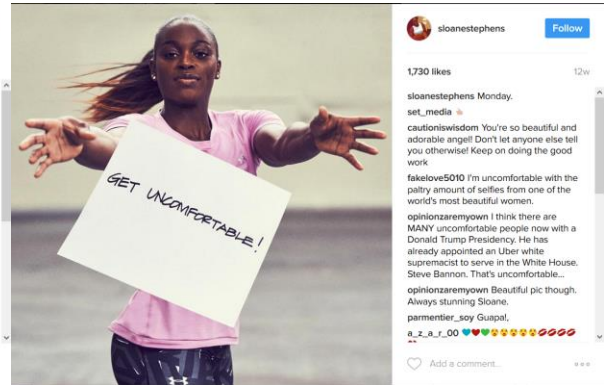 GET UNCOMFORTABLE!
sloanestephens
Follow
1,730 likes
12w
sloanestephens Monday.
set_media 👆🏻
cautioniswisdom You're so beautiful and
adorable angel! Don't let anyone else tell
you otherwise! Keep on doing the good
work
fakelove5010 I'm uncomfortable with the
paltry amount of selfies from one of the
world's most beautiful women.
opinionzaremyown I think there are
MANY uncomfortable people now with a
Donald Trump Presidency. He has
already appointed an Uber white
supremacist to serve in the White House.
Steve Bannon. That's uncomfortable...
opinionzaremyown Beautiful pic though.
Always stunning Sloane.
parmentier_soy Guapa!,
a_z_a_r_00 💙❤️💚😲😲😲😲😲💋💋💋💋
Add a comment..